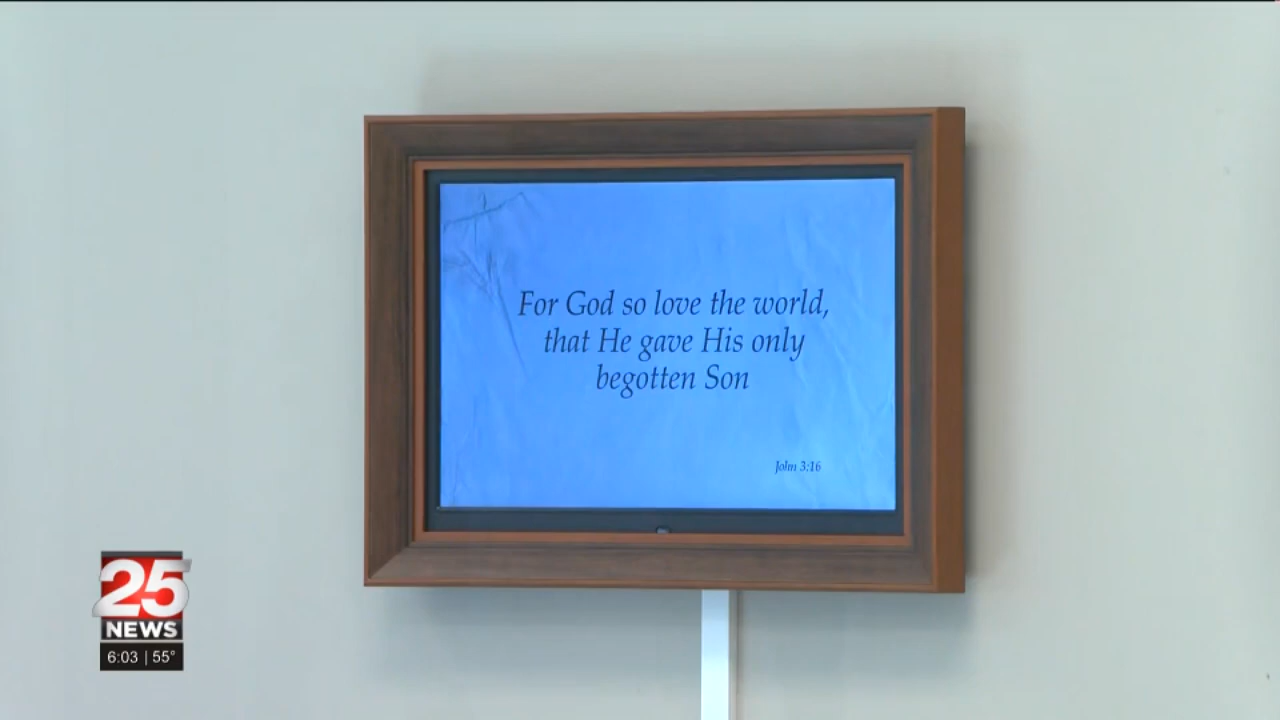 For God so love the world,
that He gave His only
begotten Son
John 3:16
25
NEWS
6:03 | 55°